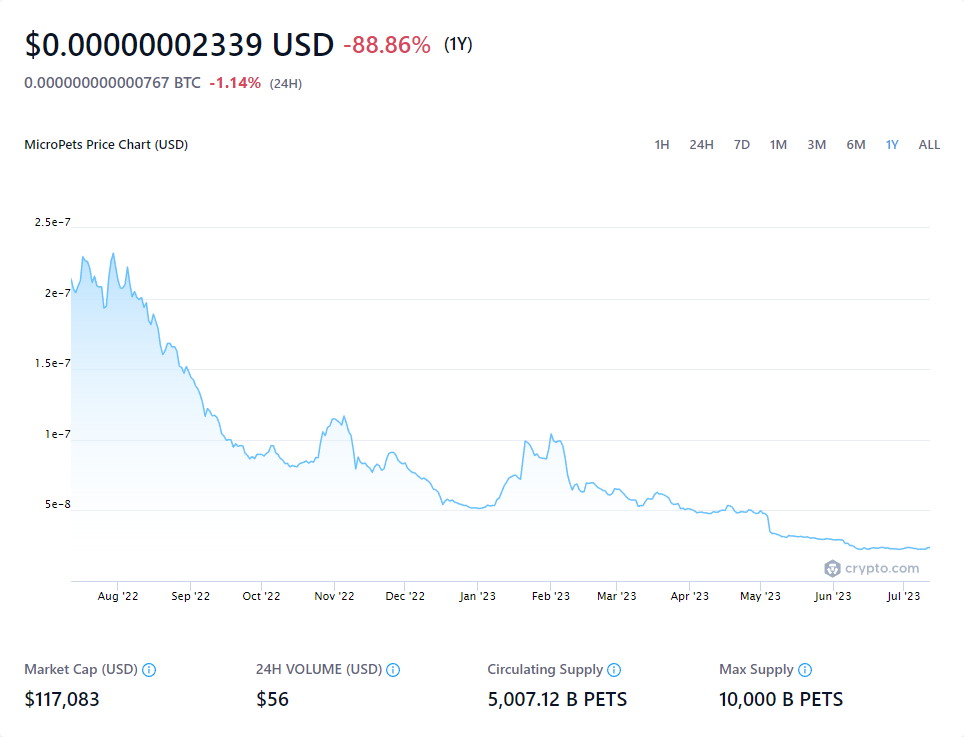 $0.00000002339 USD -88.86% (1Y)
0.000000000000767 BTC -1.14% (24H)
MicroPets Price Chart (USD) 1H 24H 7D 1M 3M 6M 1Y ALL
2.5e-7
2e-7
1.5e-7
1e-7
5e-8
crypto.com
Aug '22 Sep '22 Oct '22 Nov '22 Dec '22 Jan '23 Feb '23 Mar '23 Apr '23 May '23 Jun '23 Jul '23
Market Cap (USD) 24H VOLUME (USD) Circulating Supply Max Supply
$117,083 $56 5,007.12 B PETS 10,000 B PETS